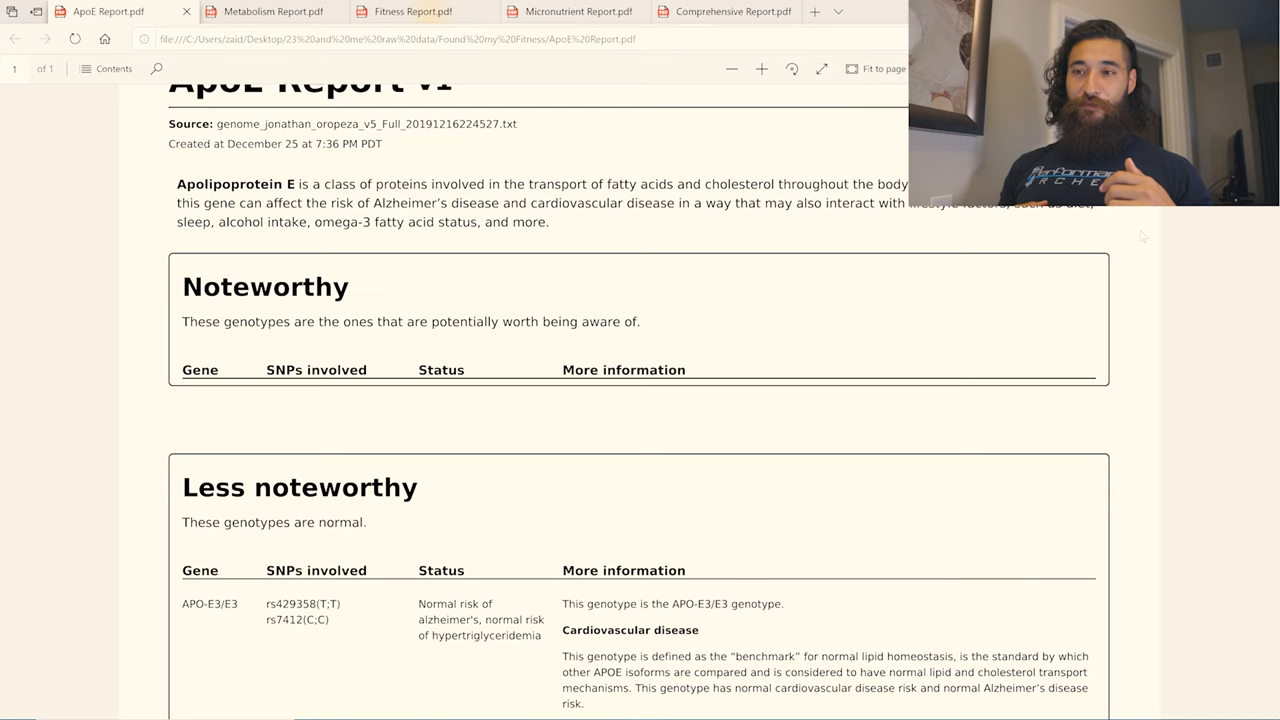 ApoE Report.pdf
Metabolism Report.pdf
Fitness Report.pdf
Micronutrient Report.pdf
Comprehensive Report.pdf
file:///C:/Users/zaid/Desktop/23%20and%20me%20raw%20data/Found%20my%20Fitness/ApoE%20Report.pdf
1 of 1 Contents Fit to page
ApoE Report v1
Source: genome_jonathan_oropeza_v5_Full_20191216224527.txt
Created at December 25 at 7:36 PM PDT
Apolipoprotein E is a class of proteins involved in the transport of fatty acids and cholesterol throughout the body
this gene can affect the risk of Alzheimer's disease and cardiovascular disease in a way that may also interact with lifestyle factors, such as diet,
sleep, alcohol intake, omega-3 fatty acid status, and more.
Noteworthy
These genotypes are the ones that are potentially worth being aware of.
Gene SNPs involved Status More information
Less noteworthy
These genotypes are normal.
Gene SNPs involved Status More information
APO-E3/E3 rs429358(T;T) Normal risk of This genotype is the APO-E3/E3 genotype.
rs7412(C;C) alzheimer's, normal risk
of hypertriglyceridemia
Cardiovascular disease
This genotype is defined as the “benchmark” for normal lipid homeostasis, is the standard by which
other APOE isoforms are compared and is considered to have normal lipid and cholesterol transport
mechanisms. This genotype has normal cardiovascular disease risk and normal Alzheimer's disease
risk.